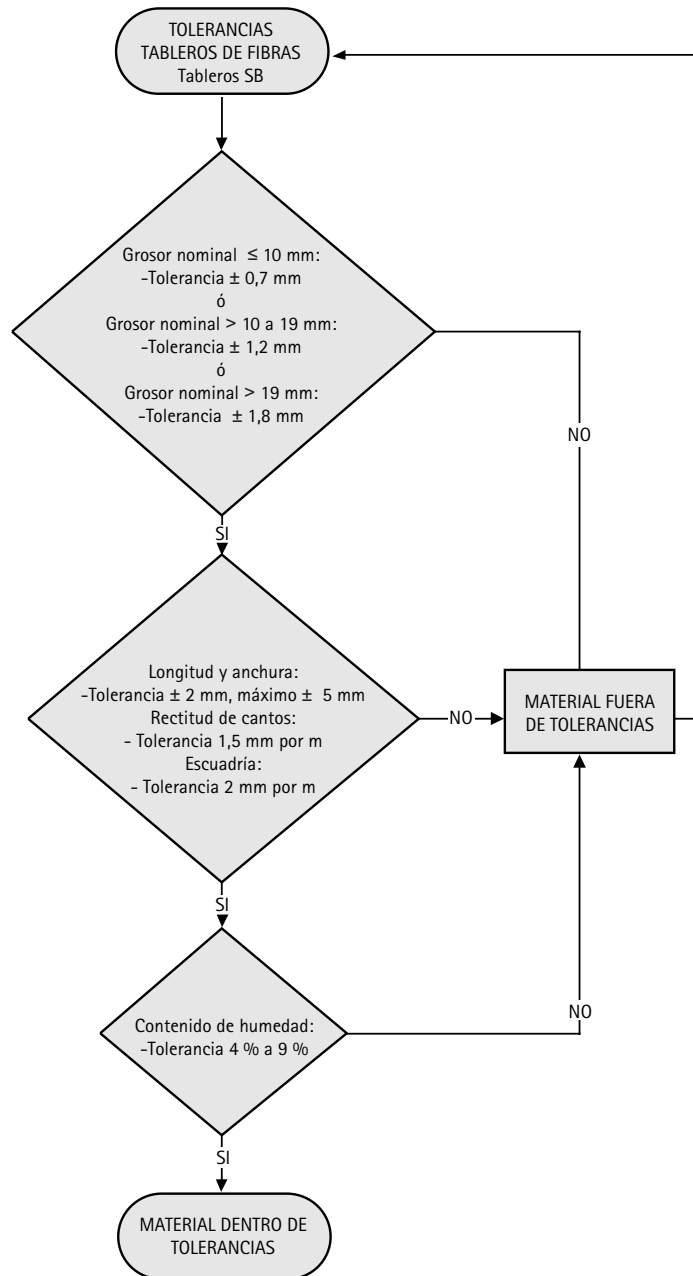 TOLERANCIAS
TABLEROS DE FIBRAS
Tableros SB
Grosor nominal ≤ 10 mm:
-Tolerancia ± 0,7 mm
ó
Grosor nominal > 10 a 19 mm:
-Tolerancia ± 1,2 mm
ó
Grosor nominal > 19 mm:
-Tolerancia ± 1,8 mm
NO
SI
Longitud y anchura:
-Tolerancia ± 2 mm, máximo ± 5 mm
Rectitud de cantos:
- Tolerancia 1,5 mm por m
Escuadría:
- Tolerancia 2 mm por m
NO
MATERIAL FUERA
DE TOLERANCIAS
SI
Contenido de humedad:
-Tolerancia 4 % a 9 %
NO
SI
MATERIAL DENTRO DE
TOLERANCIAS